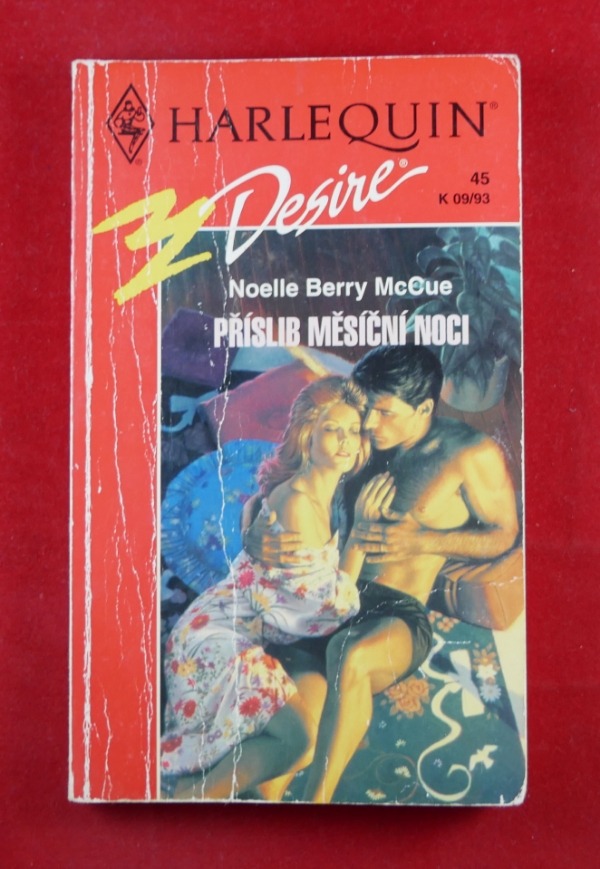 HARLEQUIN®
Desire®
45
K 09/93
Noelle Berry McCue
PŘÍSLIB MĚSÍČNÍ NOCI